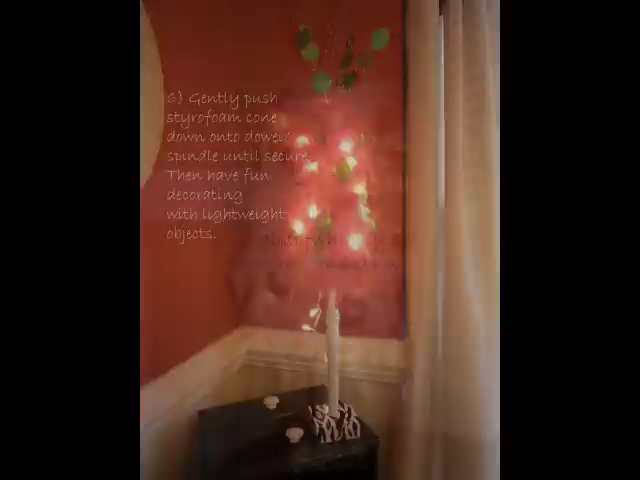 6) Gently push
styrofoam cone
down onto dowel/
spindle until secure.
Then have fun
decorating
with lightweight
objects.